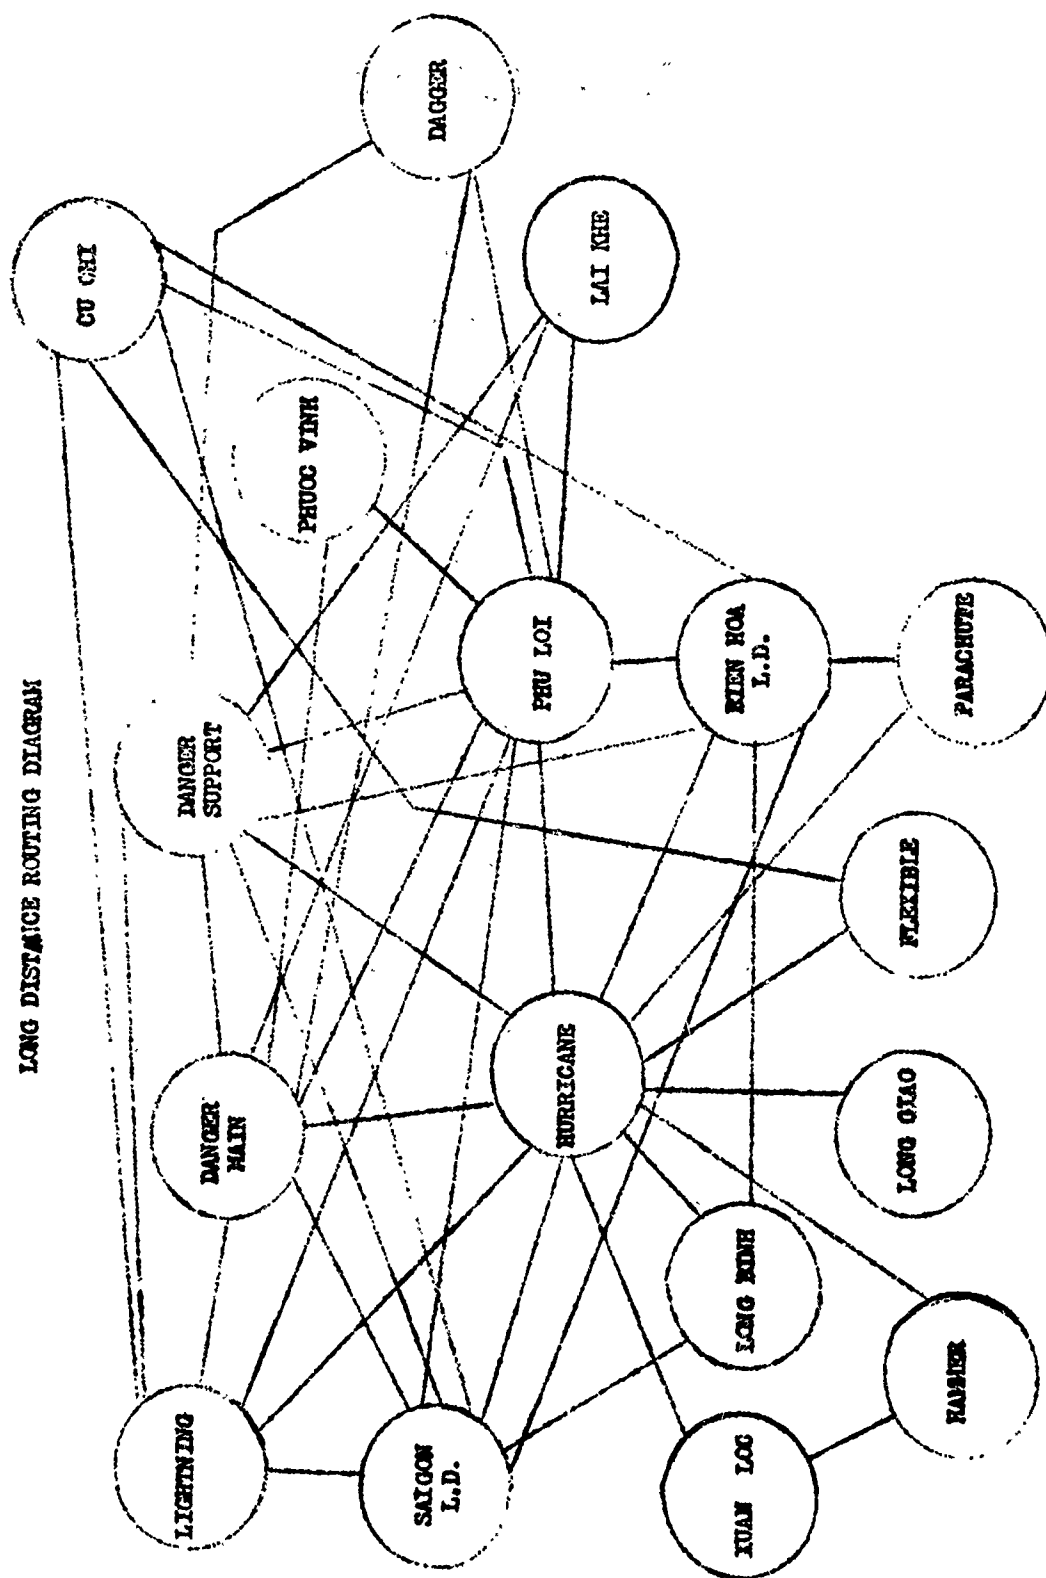 LONG DISTANCE ROUTING DIAGRAM
LIGHTNING
DANGER
MAIN
DANGER
SUPPORT
CU CHI
SAIGON
L.D.
PHUOC VINH
DAGGER
HURRICANE
PHU LOI
LAI KHE
XUAN LOC
LONG BINH
BIEN HOA
L.D.
HAMMER
LONG GIAO
FLEXIBLE
PARACHUTE